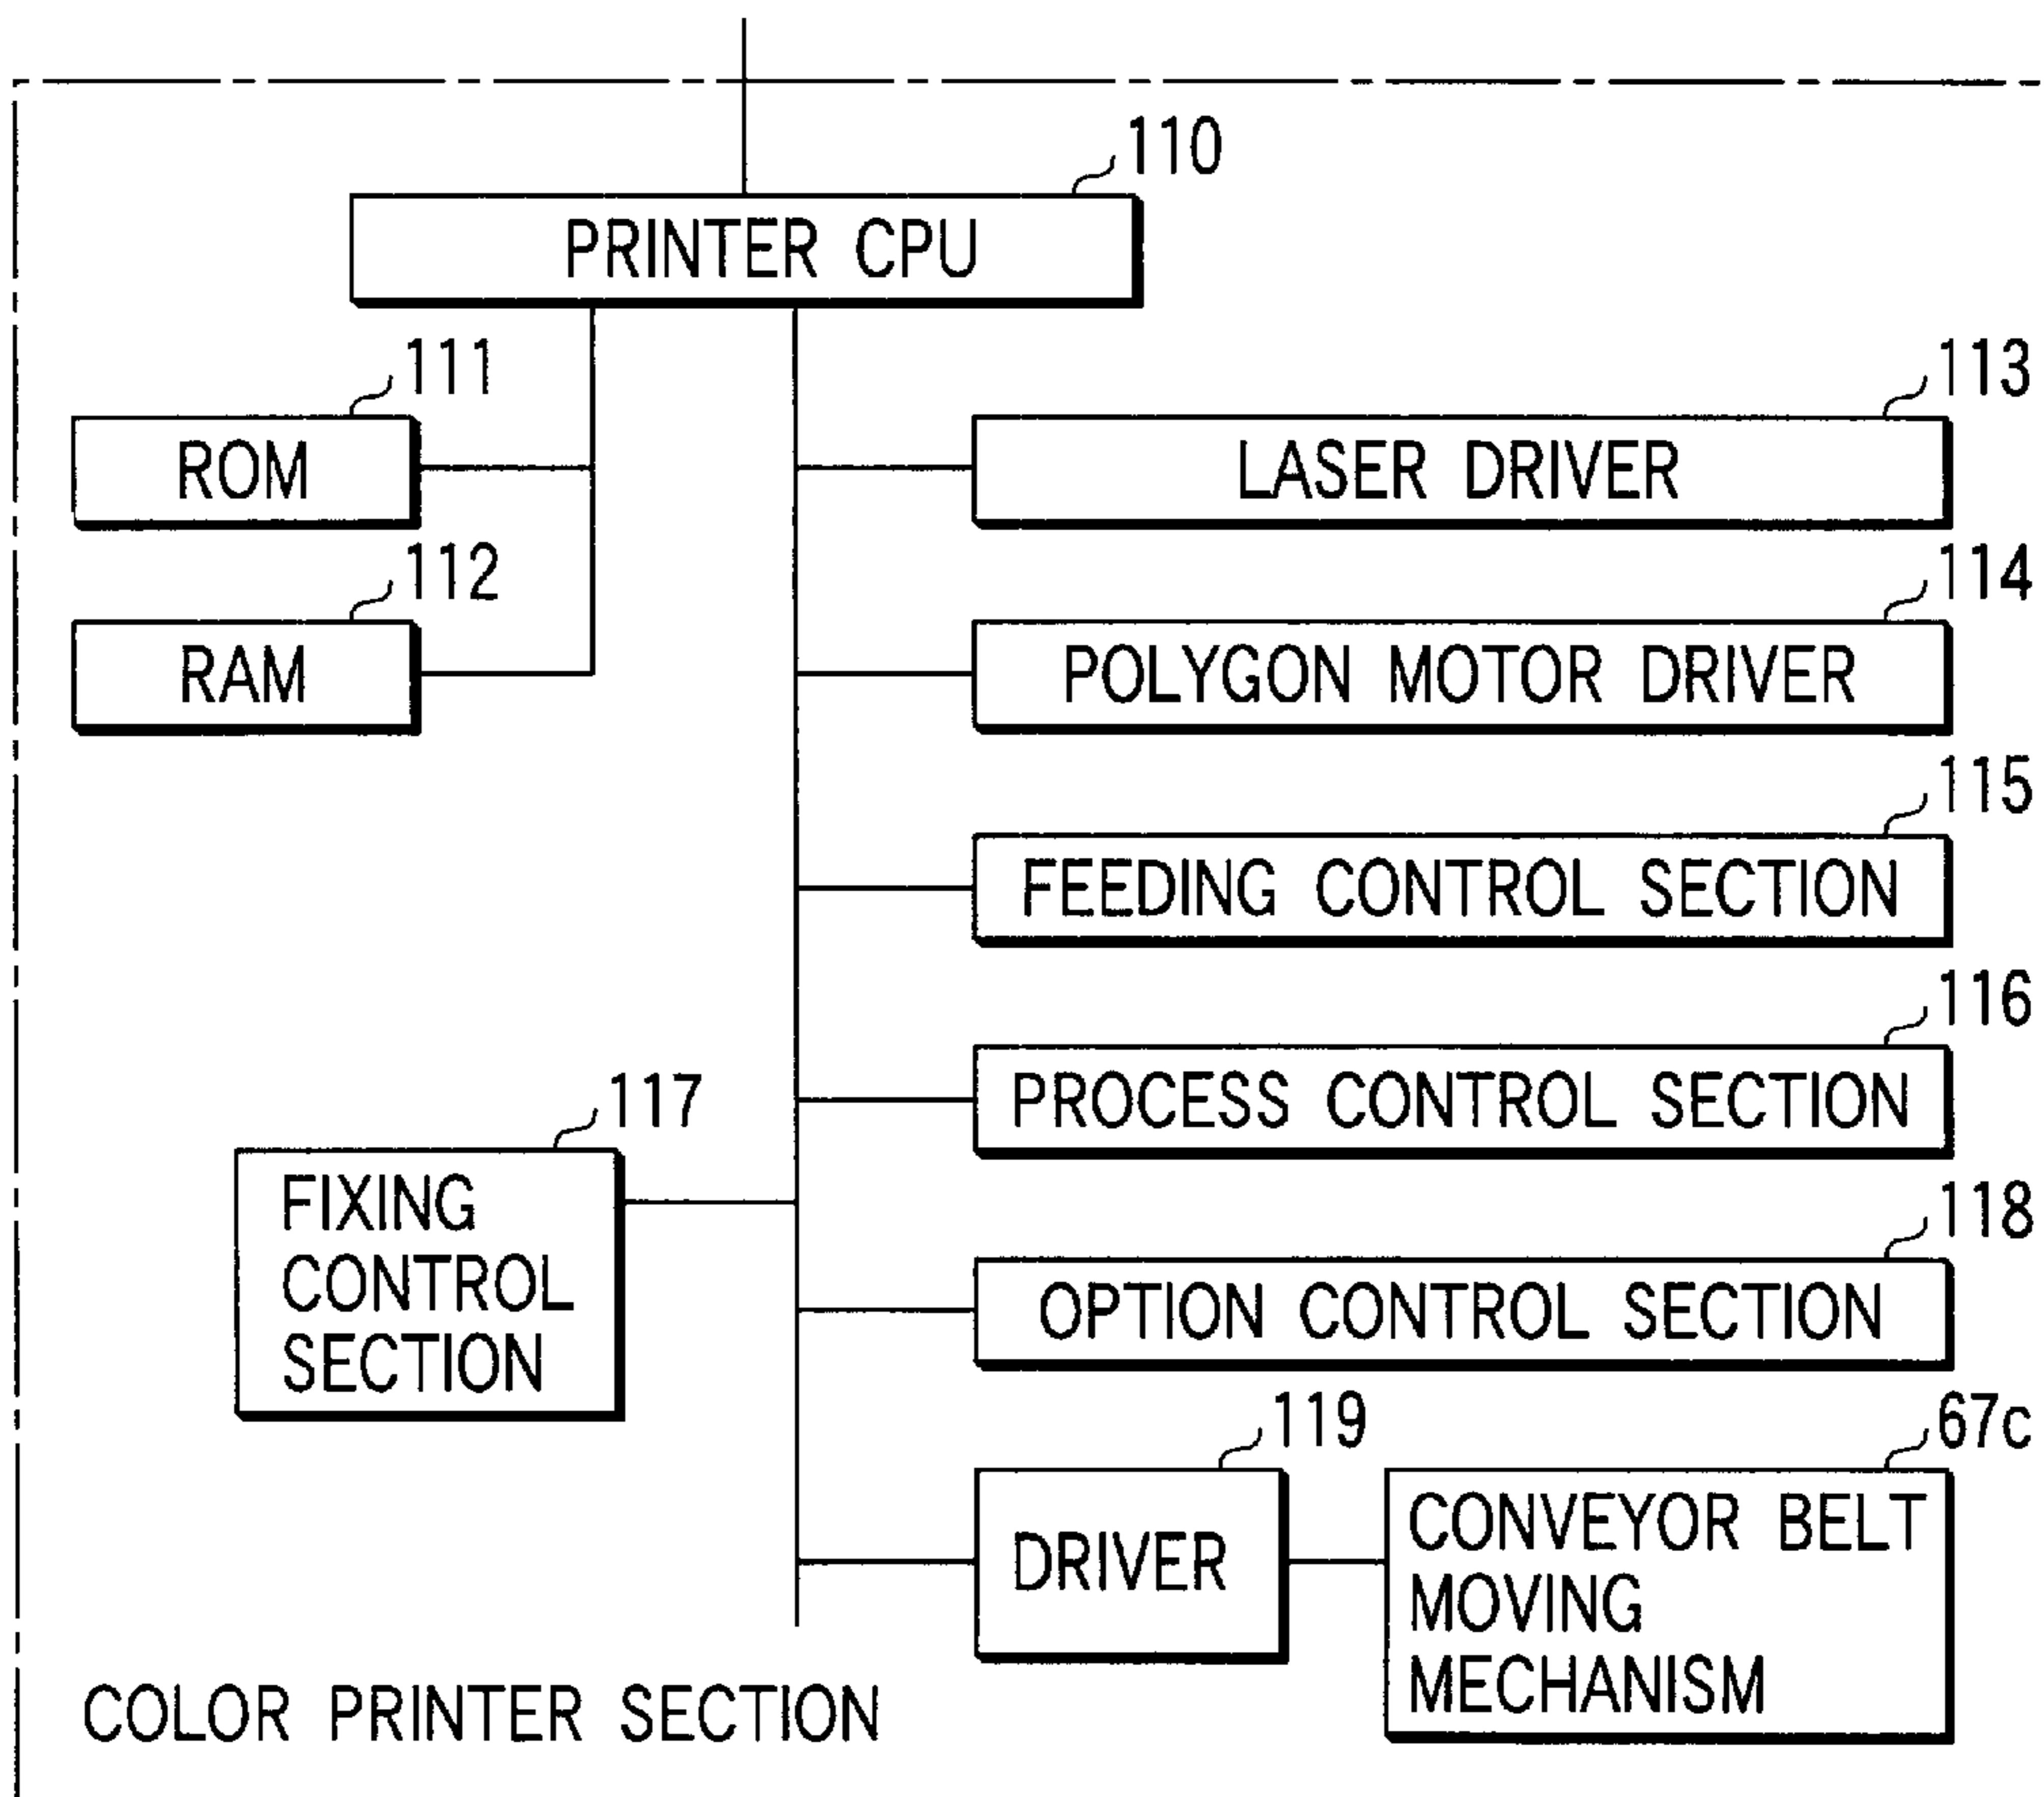 110
PRINTER CPU
111
113
ROM
LASER DRIVER
112
114
RAM
POLYGON MOTOR DRIVER
115
FEEDING CONTROL SECTION
116
PROCESS CONTROL SECTION
117
FIXING
CONTROL
SECTION
118
OPTION CONTROL SECTION
119
67c
DRIVER
CONVEYOR BELT
MOVING
MECHANISM
COLOR PRINTER SECTION